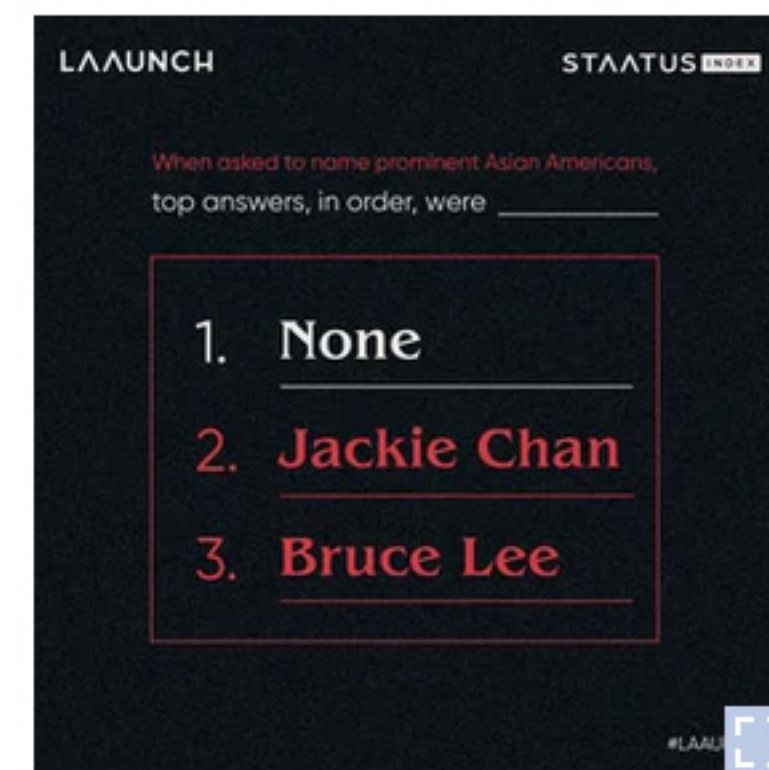 LAAUNCH
STAATUS INDEX
When asked to name prominent Asian Americans,
top answers, in order, were ____________
1. None
2. Jackie Chan
3. Bruce Lee